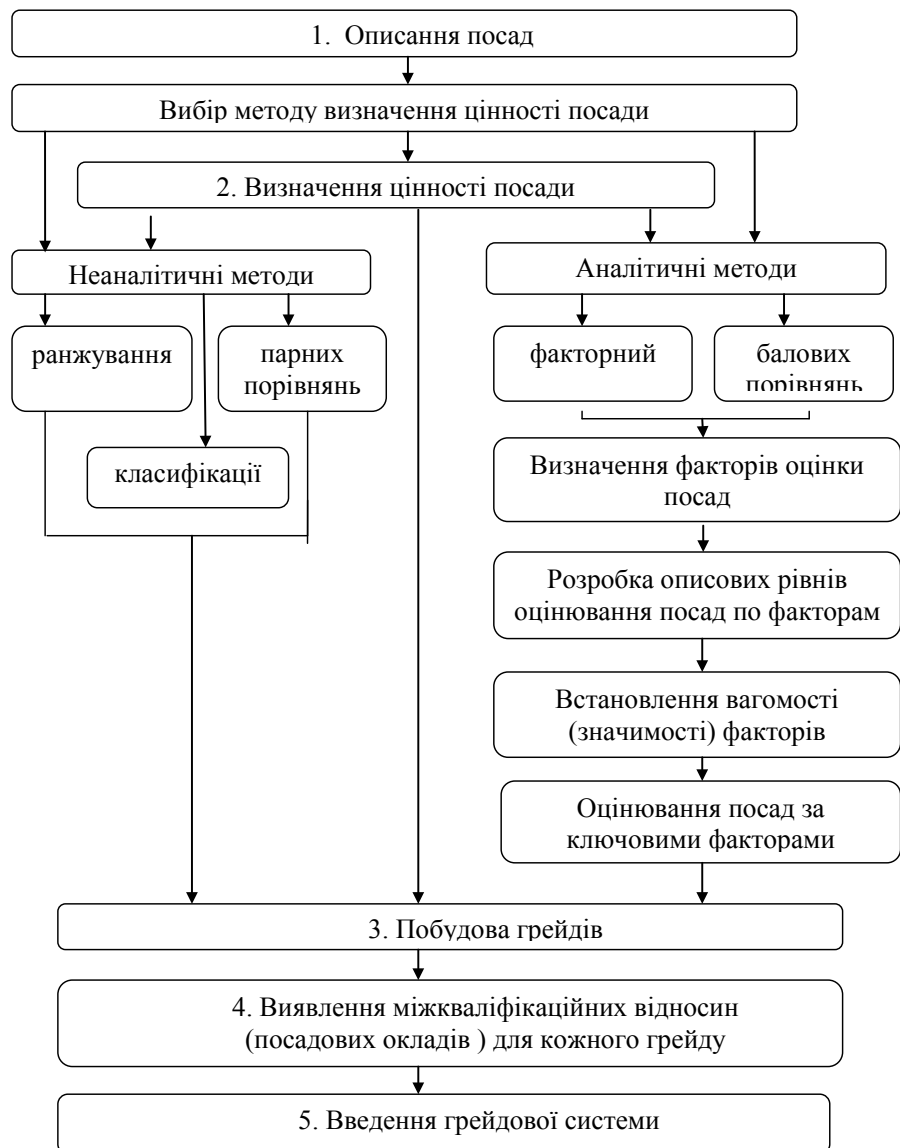 1. Описання посад
Вибір методу визначення цінності посади
2. Визначення цінності посади
Неаналітичні методи
Аналітичні методи
ранжування
парних
порівнянь
факторний
балових
порівнянь
класифікації
Визначення факторів оцінки
посад
Розробка описових рівнів
оцінювання посад по факторам
Встановлення вагомості
(значимості) факторів
Оцінювання посад за
ключовими факторами
3. Побудова грейдів
4. Виявлення міжкваліфікаційних відносин
(посадових окладів ) для кожного грейду
5. Введення грейдової системи